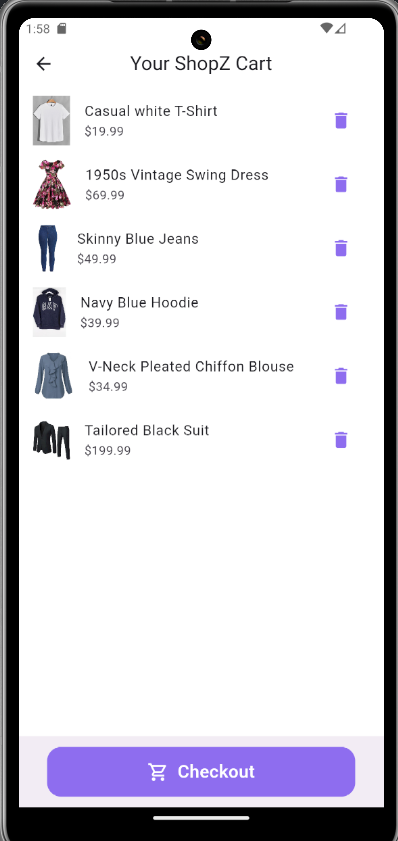 1:58
Your ShopZ Cart
Casual white T-Shirt
$19.99
1950s Vintage Swing Dress
$69.99
Skinny Blue Jeans
$49.99
Navy Blue Hoodie
$39.99
V-Neck Pleated Chiffon Blouse
$34.99
Tailored Black Suit
$199.99
Checkout